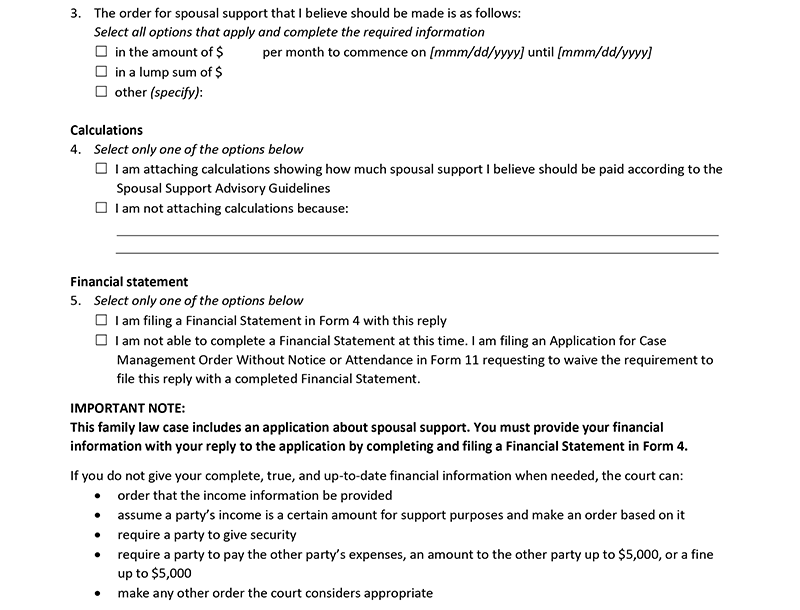 3. The order for spousal support that I believe should be made is as follows:
Select all options that apply and complete the required information
☐ in the amount of $ per month to commence on [mmm/dd/yyyy] until [mmm/dd/yyyy]
☐ in a lump sum of $
☐ other (specify):
Calculations
4. Select only one of the options below
☐ I am attaching calculations showing how much spousal support I believe should be paid according to the
Spousal Support Advisory Guidelines
☐ I am not attaching calculations because:
Financial statement
5. Select only one of the options below
☐ I am filing a Financial Statement in Form 4 with this reply
☐ I am not able to complete a Financial Statement at this time. I am filing an Application for Case
Management Order Without Notice or Attendance in Form 11 requesting to waive the requirement to
file this reply with a completed Financial Statement.
IMPORTANT NOTE:
This family law case includes an application about spousal support. You must provide your financial
information with your reply to the application by completing and filing a Financial Statement in Form 4.
If you do not give your complete, true, and up-to-date financial information when needed, the court can:
• order that the income information be provided
• assume a party's income is a certain amount for support purposes and make an order based on it
• require a party to give security
• require a party to pay the other party's expenses, an amount to the other party up to $5,000, or a fine
up to $5,000
• make any other order the court considers appropriate